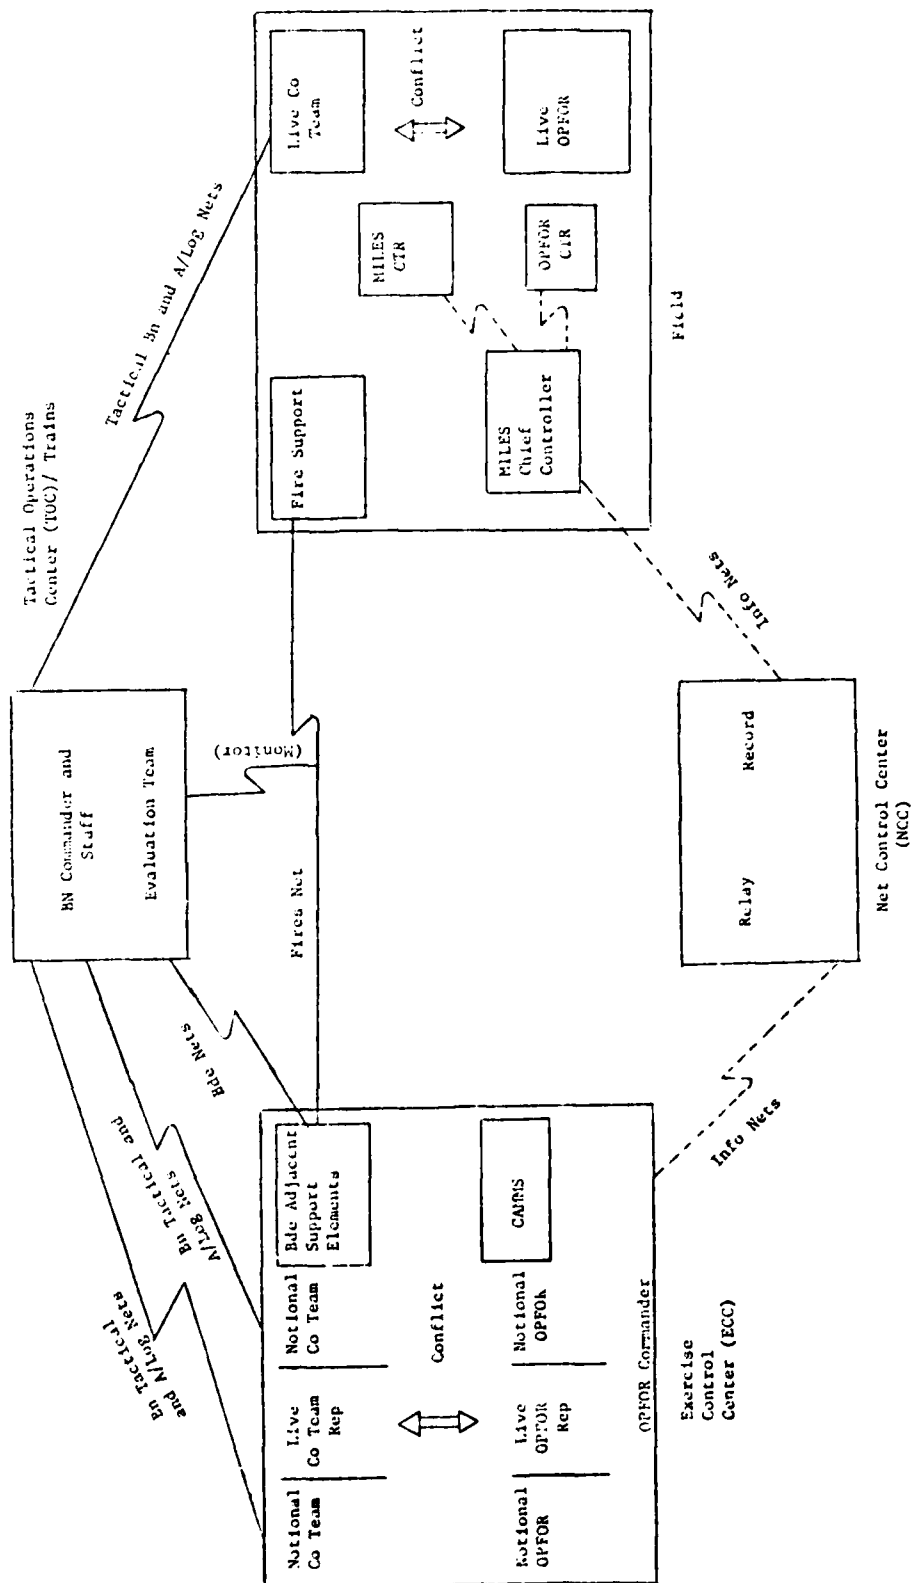 Tactical Operations
Center (TOC)/ Trains
BN Commander and
Staff
Evaluation Team
Bn Tactical
and A/Log Nets
Bn Tactical and
A/Log Nets
Bde Nets
(Monitor)
Fires Net
Tactical Bn and A/Log Nets
Notional
Co Team
Live
Co Team
Rep
Notional
Co Team
Bde Adjacent
Support
Elements
Conflict
Notional
OPFOR
Live
OPFOR
Rep
Notional
OPFOR
CAMMS
OPFOR Commander
Exercise
Control
Center (ECC)
Info Nets
Relay
Record
Net Control Center
(NCC)
Info Nets
Fire Support
Live Co
Team
MILES
CTR
Conflict
MILES
Chief
Controller
OPFOR
CTR
Live
OPFOR
Field